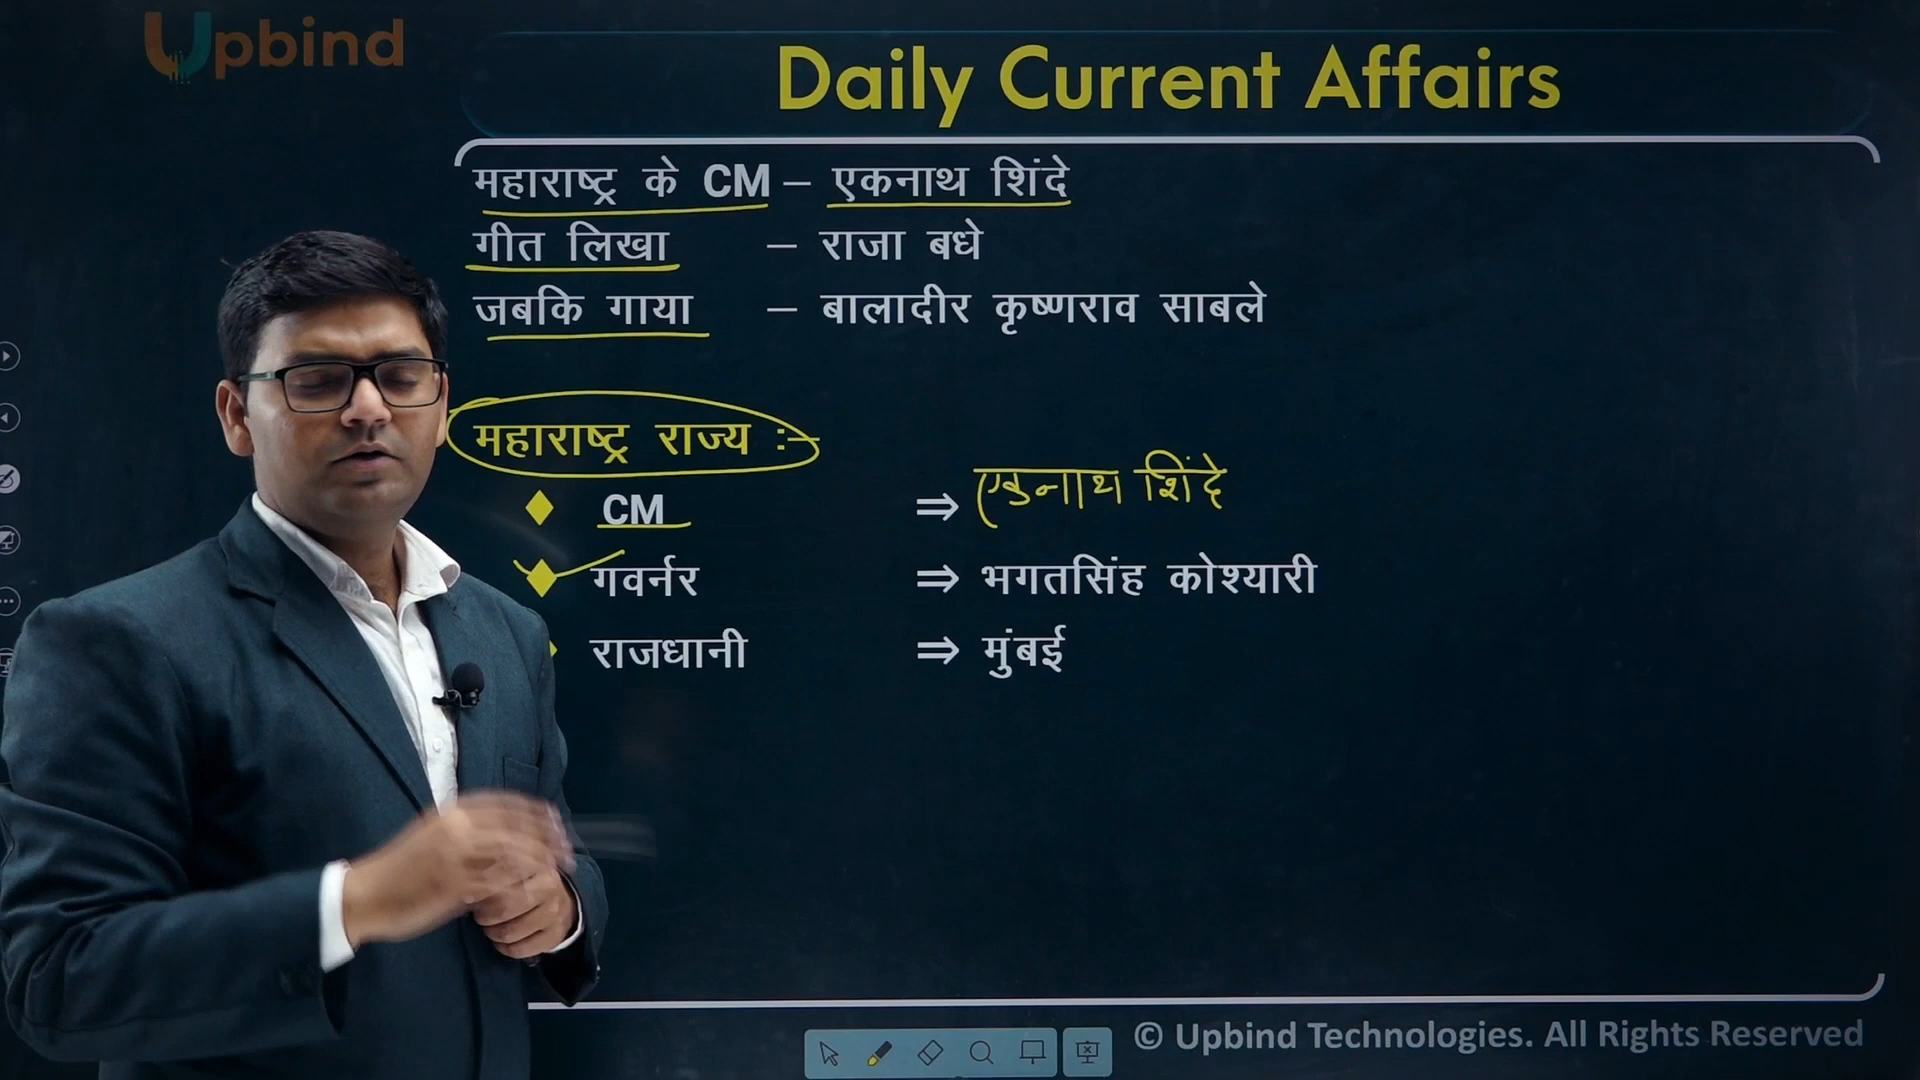 Upbind
Daily Current Affairs
महाराष्ट्र के CM – एकनाथ शिंदे
गीत लिखा – राजा बधे
जबकि गाया – बालादीर कृष्णराव साबले
महाराष्ट्र राज्य :-
CM ⇒ एकनाथ शिंदे
गवर्नर ⇒ भगतसिंह कोश्यारी
राजधानी ⇒ मुंबई
© Upbind Technologies. All Rights Reserved